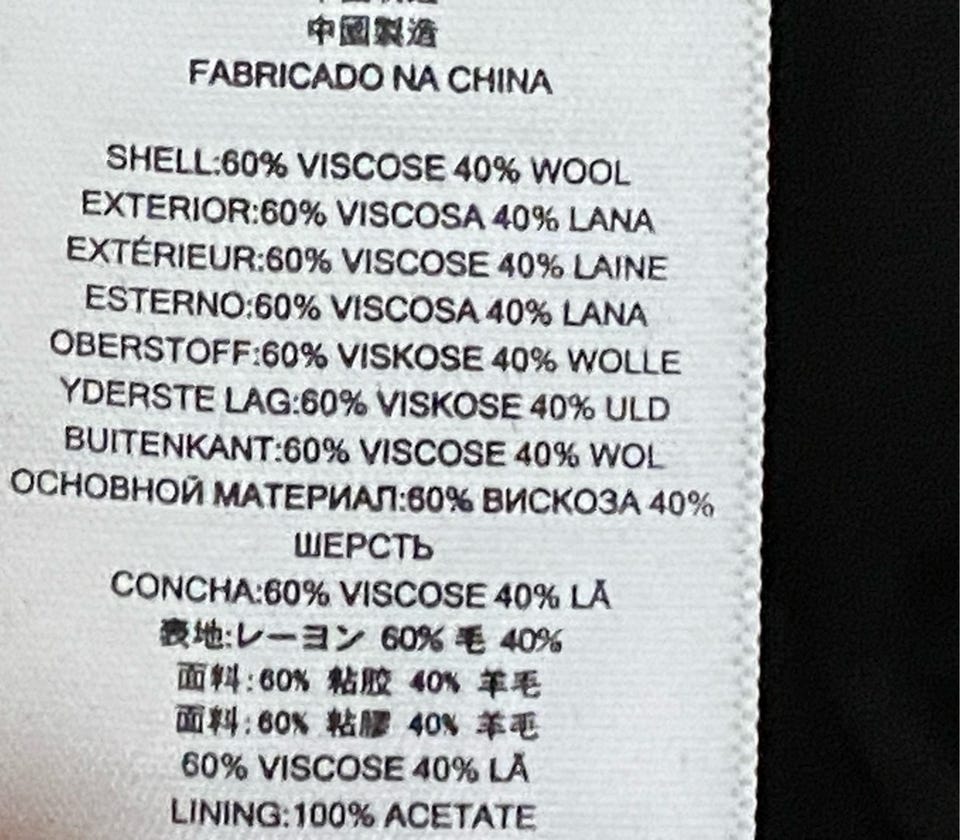 中國製造
FABRICADO NA CHINA
SHELL:60% VISCOSE 40% WOOL
EXTERIOR:60% VISCOSA 40% LANA
EXTÉRIEUR:60% VISCOSE 40% LAINE
ESTERNO:60% VISCOSA 40% LANA
OBERSTOFF:60% VISKOSE 40% WOLLE
YDERSTE LAG:60% VISKOSE 40% ULD
BUITENKANT:60% VISCOSE 40% WOL
ОСНОВНОЙ МАТЕРИАЛ:60% ВИСКОЗА 40%
ШЕРСТЬ
CONCHA:60% VISCOSE 40% LÃ
表地:レーヨン 60% 毛 40%
面料:60% 粘胶 40% 羊毛
面料:60% 粘膠 40% 羊毛
60% VISCOSE 40% LÃ
LINING:100% ACETATE